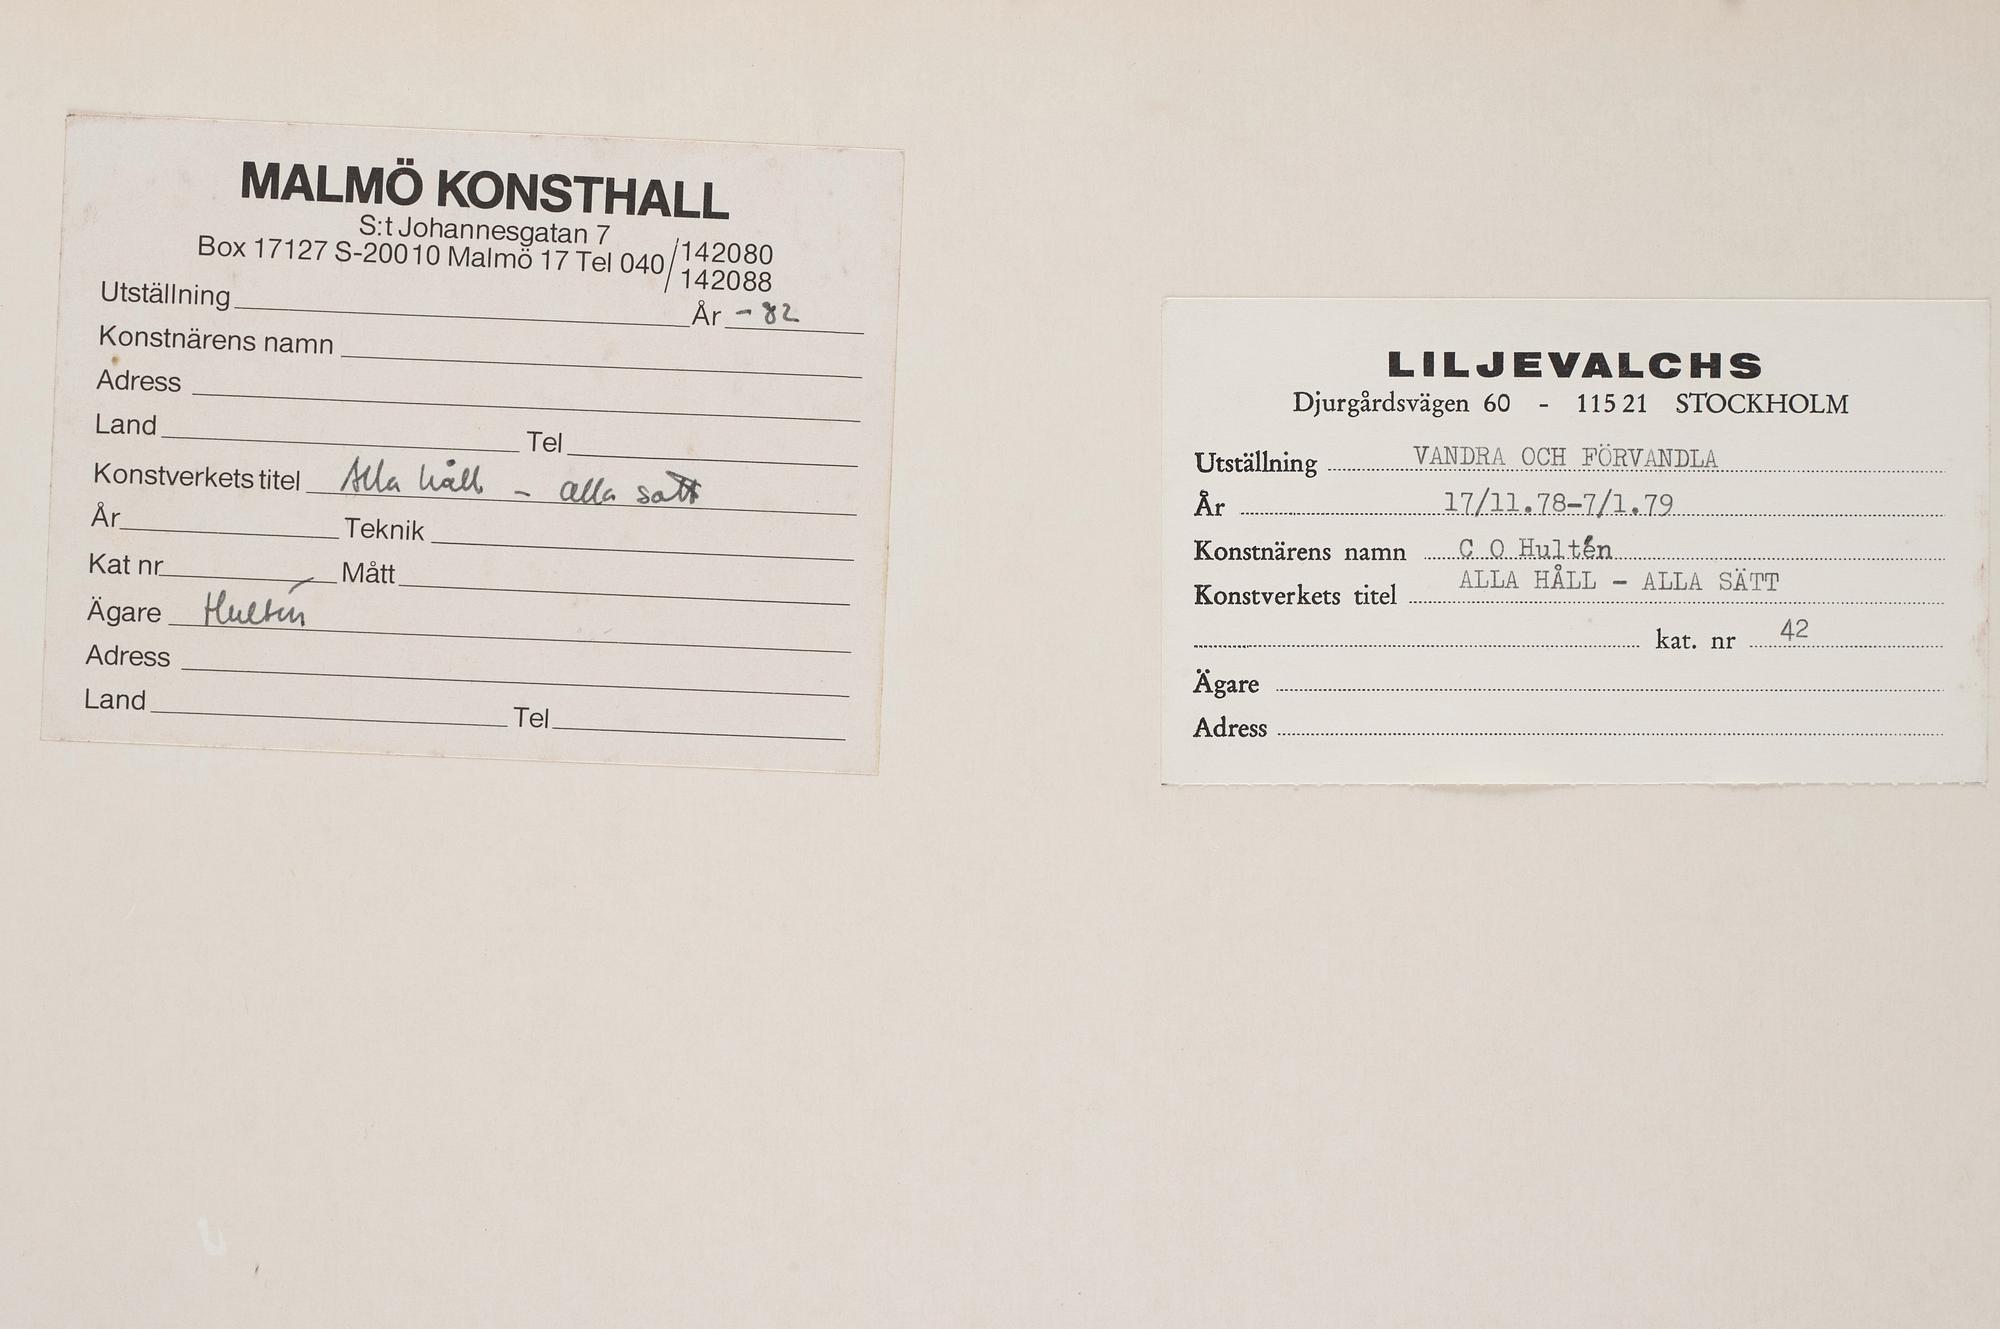 MALMÖ KONSTHALL
S:t Johannesgatan 7
Box 17127 S-20010 Malmö 17 Tel 040/142080
142088
Utställning År -82
Konstnärens namn
Adress
Land Tel
Konstverkets titel Alla håll - alla sätt
År Teknik
Kat nr Mått
Ägare Hultén
Adress
Land Tel
LILJEVALCHS
Djurgårdsvägen 60 - 115 21 STOCKHOLM
Utställning VANDRA OCH FÖRVANDLA
År 17/11.78-7/1.79
Konstnärens namn C O Hultén
Konstverkets titel ALLA HÅLL - ALLA SÄTT
kat. nr 42
Ägare
Adress